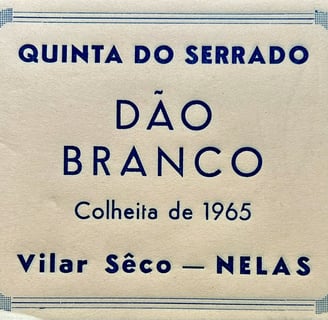 QUINTA DO SERRADO
DÃO
BRANCO
Colheita de 1965
Vilar Sêco — NELAS